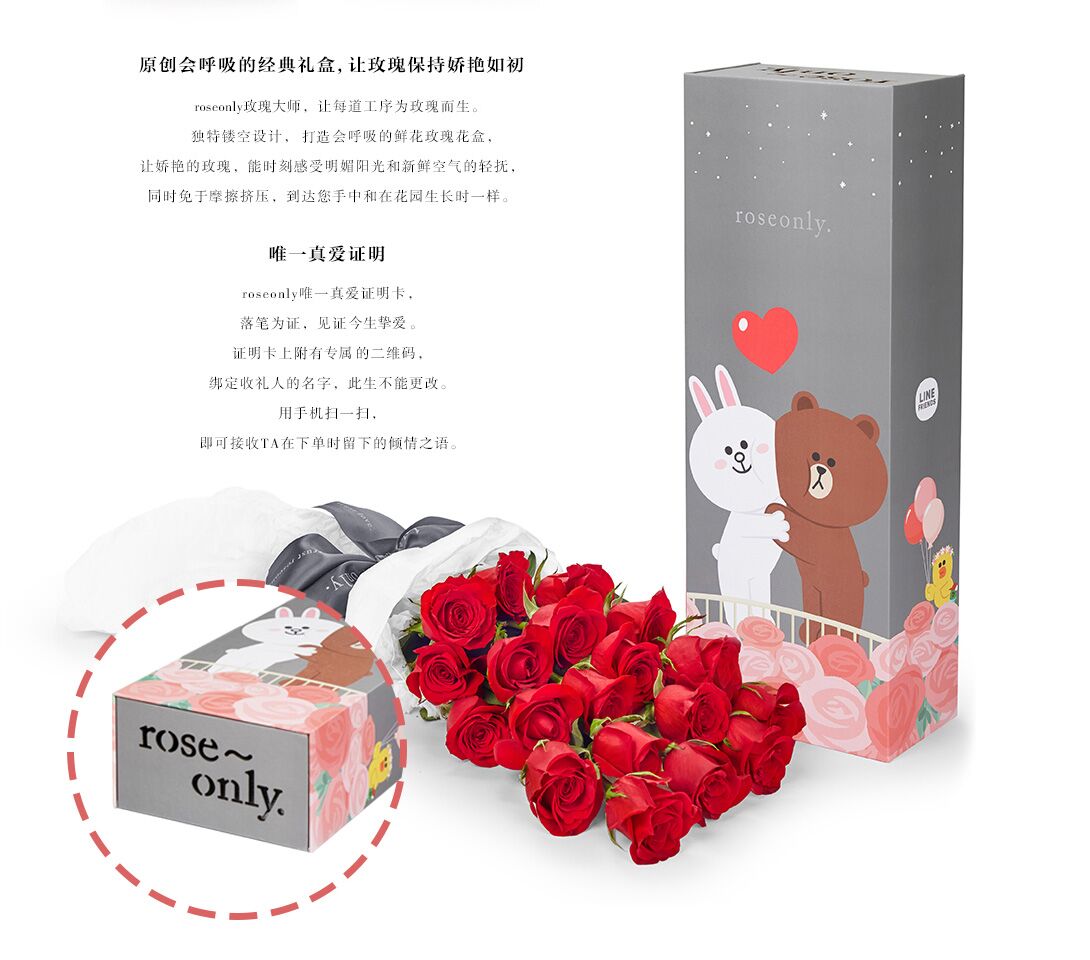 原创会呼吸的经典礼盒，让玫瑰保持娇艳如初
roseonly玫瑰大师，让每道工序为玫瑰而生。
独特镂空设计，打造会呼吸的鲜花玫瑰花盒，
让娇艳的玫瑰，能时刻感受明媚阳光和新鲜空气的轻抚，
同时免于摩擦挤压，到达您手中和在花园生长时一样。
唯一真爱证明
roseonly唯一真爱证明卡，
落笔为证，见证今生挚爱。
证明卡上附有专属的二维码，
绑定收礼人的名字，此生不能更改。
用手机扫一扫，
即可接收TA在下单时留下的倾情之语。
roseonly.
LINE
FRIENDS
rose~
only.